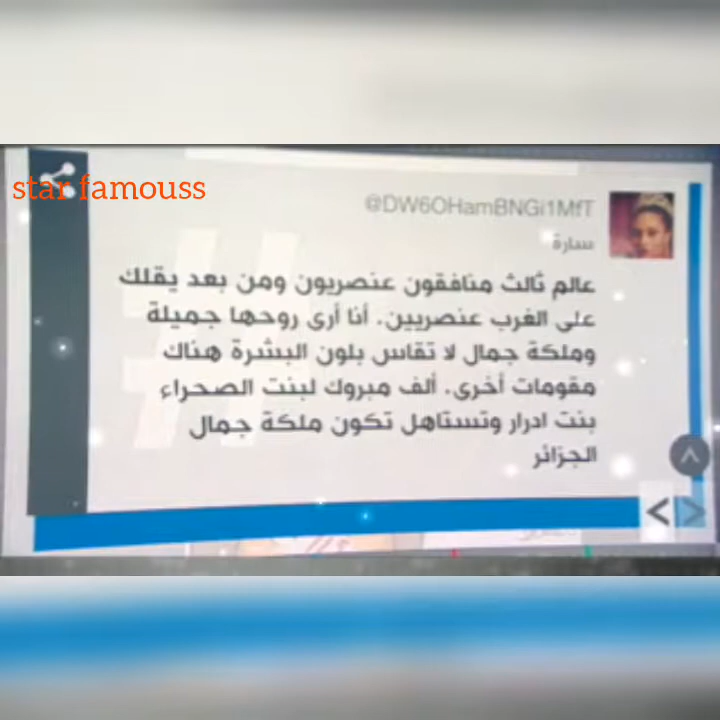 star famouss
@DW6OHamBNGi1MfT
سارة
عالم ثالث منافقون عنصريون ومن بعد يقلك
على الغرب عنصريين. أنا أرى روحها جميلة
وملكة جمال لا تقاس بلون البشرة هناك
مقومات أخرى. ألف مبروك لبنت الصحراء
بنت ادرار وتستاهل تكون ملكة جمال
الجزائر